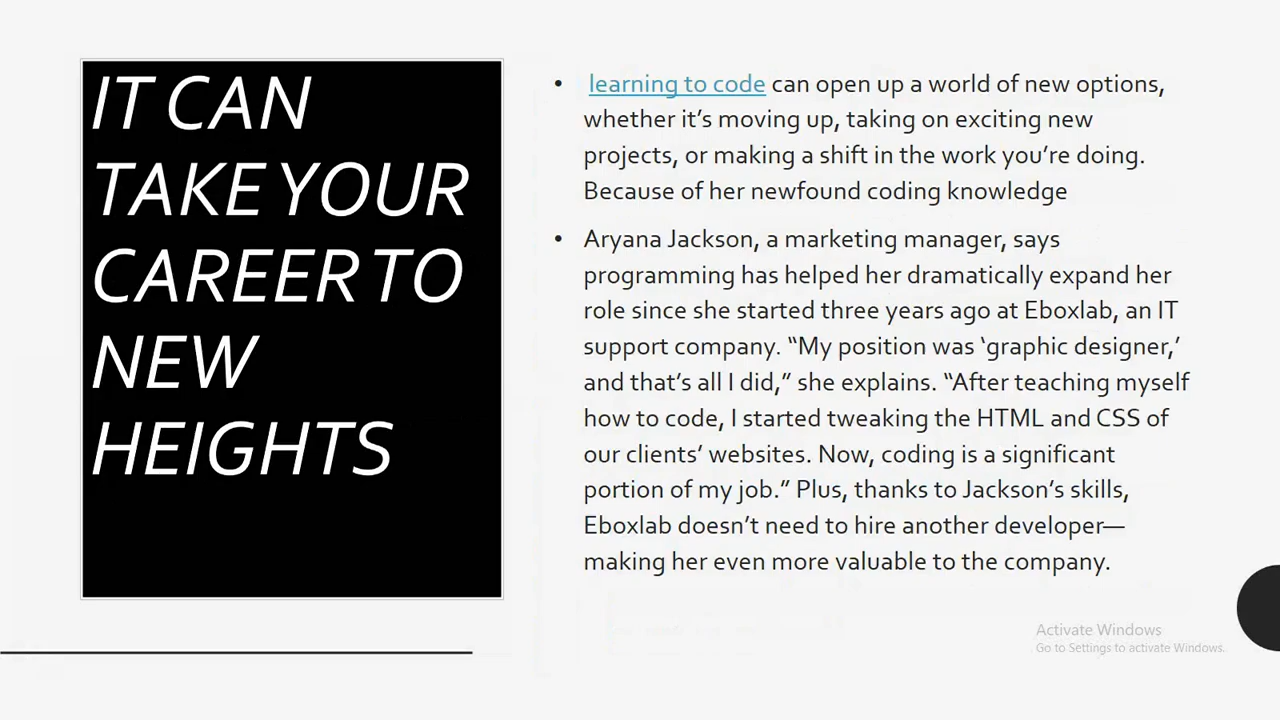 IT CAN
TAKE YOUR
CAREER TO
NEW
HEIGHTS
• learning to code can open up a world of new options,
whether it’s moving up, taking on exciting new
projects, or making a shift in the work you’re doing.
Because of her newfound coding knowledge
• Aryana Jackson, a marketing manager, says
programming has helped her dramatically expand her
role since she started three years ago at Eboxlab, an IT
support company. “My position was ‘graphic designer,’
and that’s all I did,” she explains. “After teaching myself
how to code, I started tweaking the HTML and CSS of
our clients’ websites. Now, coding is a significant
portion of my job.” Plus, thanks to Jackson’s skills,
Eboxlab doesn’t need to hire another developer—
making her even more valuable to the company.
Activate Windows
Go to Settings to activate Windows.